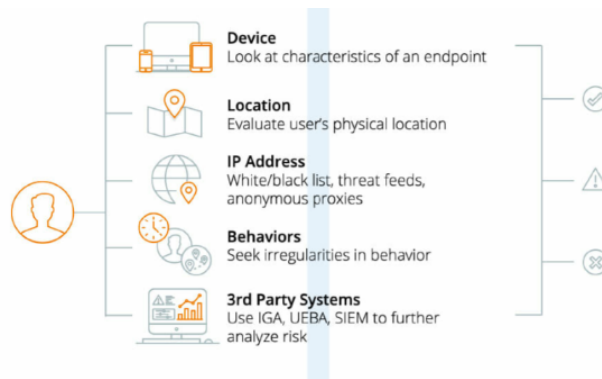 Device
Look at characteristics of an endpoint
Location
Evaluate user's physical location
IP Address
White/black list, threat feeds,
anonymous proxies
Behaviors
Seek irregularities in behavior
3rd Party Systems
Use IGA, UEBA, SIEM to further
analyze risk